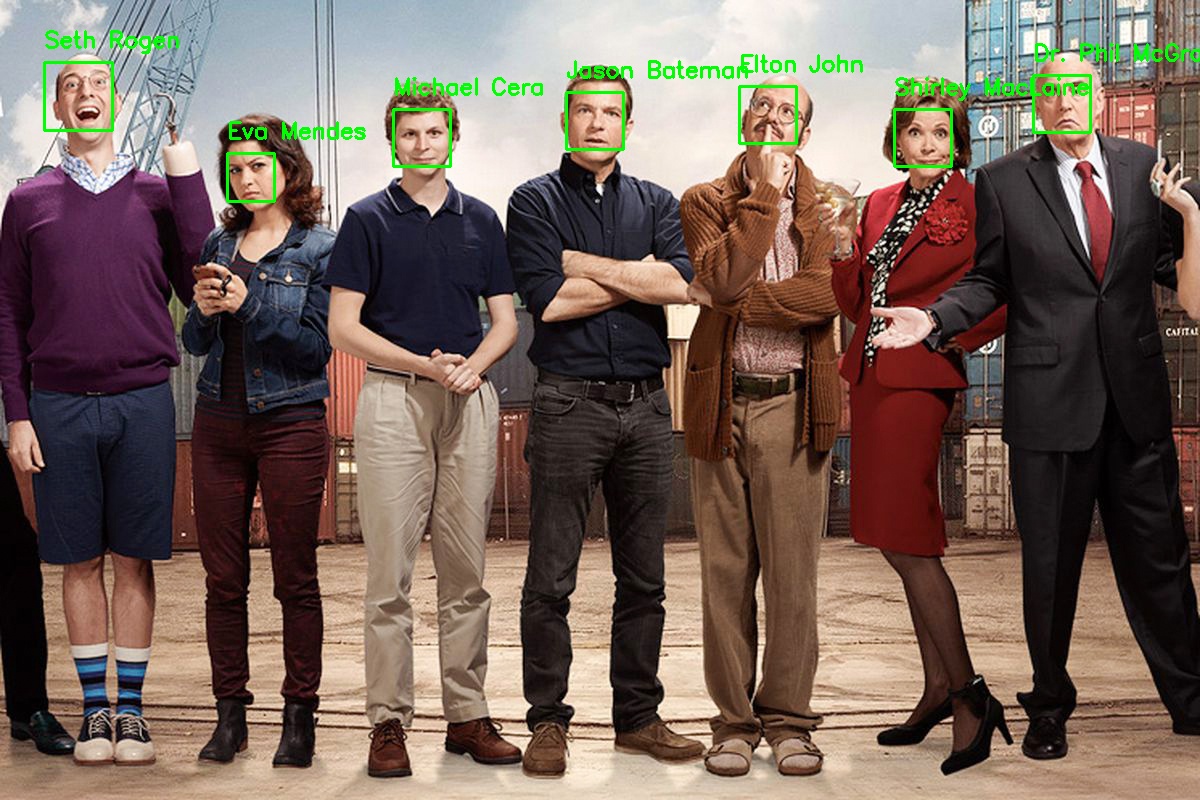 Seth Rogen
Eva Mendes
Michael Cera
Jason Bateman
Elton John
Shirley MacLaine
Dr. Phil McGra
CAPITAL